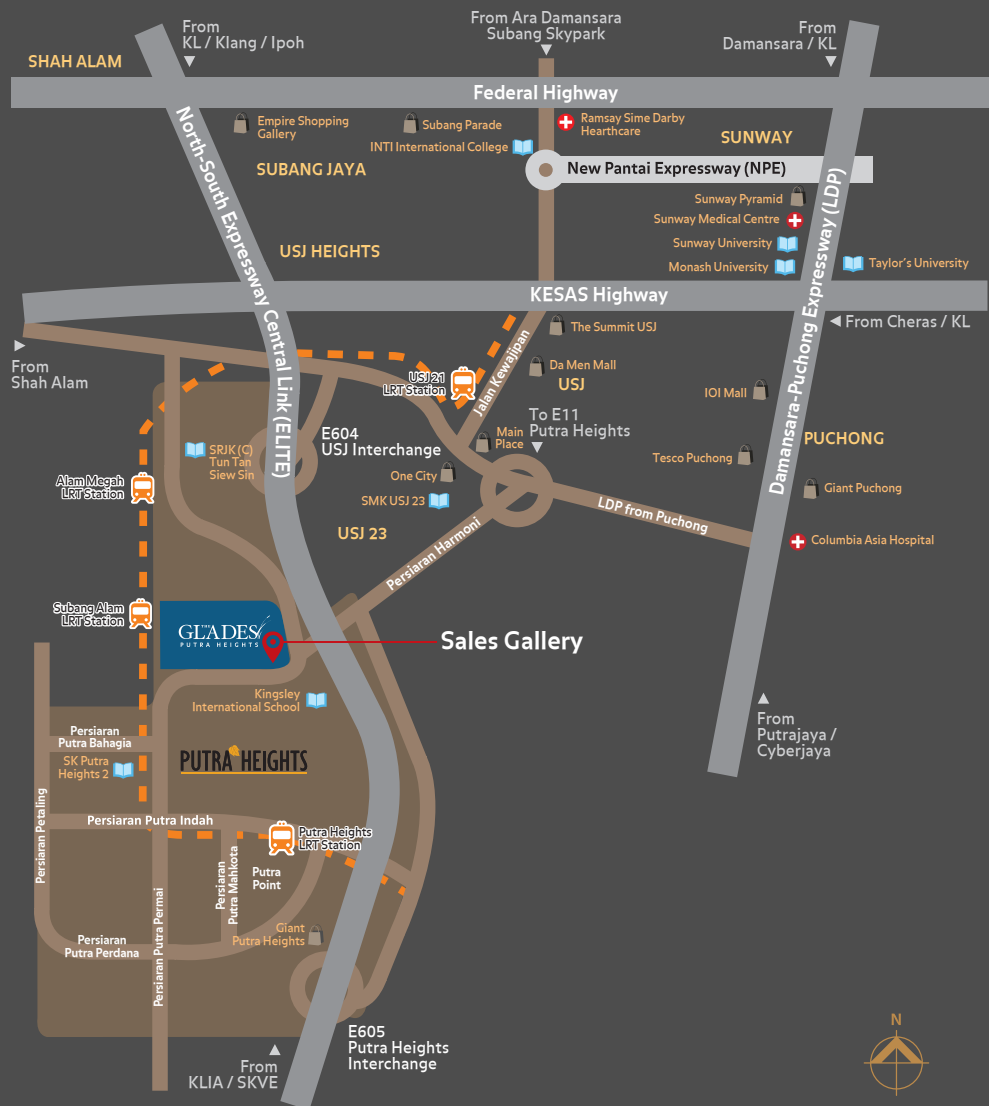 From
KL / Klang / Ipoh
From Ara Damansara
Subang Skypark
From
Damansara / KL
SHAH ALAM
Federal Highway
North-South Expressway Central Link (ELITE)
Empire Shopping
Gallery
Subang Parade
Ramsay Sime Darby
Hearthcare
INTI International College
SUNWAY
SUBANG JAYA
New Pantai Expressway (NPE)
Sunway Pyramid
Sunway Medical Centre
Sunway University
Monash University
Taylor's University
Damansara-Puchong Expressway (LDP)
USJ HEIGHTS
KESAS Highway
From Cheras / KL
The Summit USJ
From
Shah Alam
Jalan Kewajipan
Da Men Mall
USJ
USJ 21
LRT Station
IOI Mall
To E11
Putra Heights
E604
USJ Interchange
Main
Place
PUCHONG
SRJK (C)
Tun Tan
Siew Sin
Tesco Puchong
One City
Alam Megah
LRT Station
Giant Puchong
SMK USJ 23
LDP from Puchong
USJ 23
Persiaran Harmoni
Columbia Asia Hospital
Subang Alam
LRT Station
THE
GLADES
PUTRA HEIGHTS
Sales Gallery
Kingsley
International School
From
Putrajaya /
Cyberjaya
Persiaran
Putra Bahagia
SK Putra
Heights 2
PUTRA HEIGHTS
Persiaran Petaling
Persiaran Putra Indah
Putra Heights
LRT Station
Persiaran
Putra Mahkota
Putra
Point
Persiaran Putra Permai
Giant
Putra Heights
Persiaran
Putra Perdana
E605
Putra Heights
Interchange
From
KLIA / SKVE
N